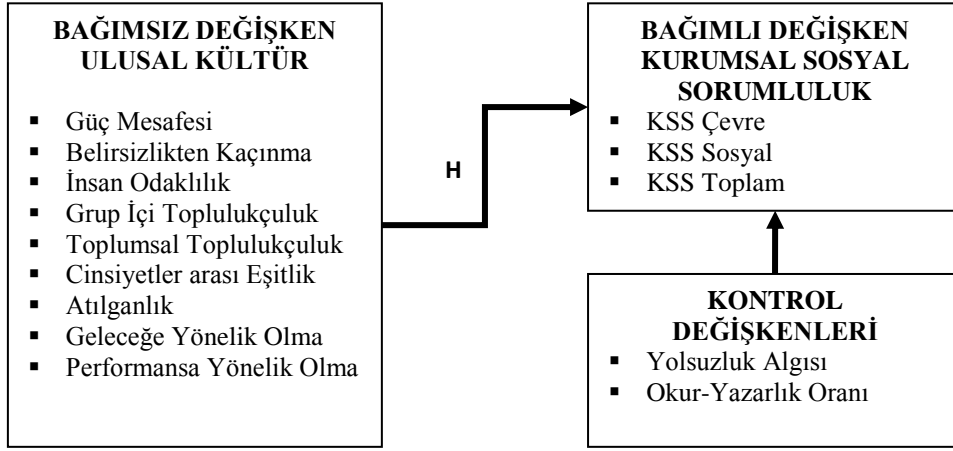 BAĞIMSIZ DEĞİŞKEN
ULUSAL KÜLTÜR
▪ Güç Mesafesi
▪ Belirsizlikten Kaçınma
▪ İnsan Odaklılık
▪ Grup İçi Toplulukçuluk
▪ Toplumsal Toplulukçuluk
▪ Cinsiyetler arası Eşitlik
▪ Atılganlık
▪ Geleceğe Yönelik Olma
▪ Performansa Yönelik Olma
H
BAĞIMLI DEĞİŞKEN
KURUMSAL SOSYAL
SORUMLULUK
▪ KSS Çevre
▪ KSS Sosyal
▪ KSS Toplam
KONTROL
DEĞİŞKENLERİ
▪ Yolsuzluk Algısı
▪ Okur-Yazarlık Oranı